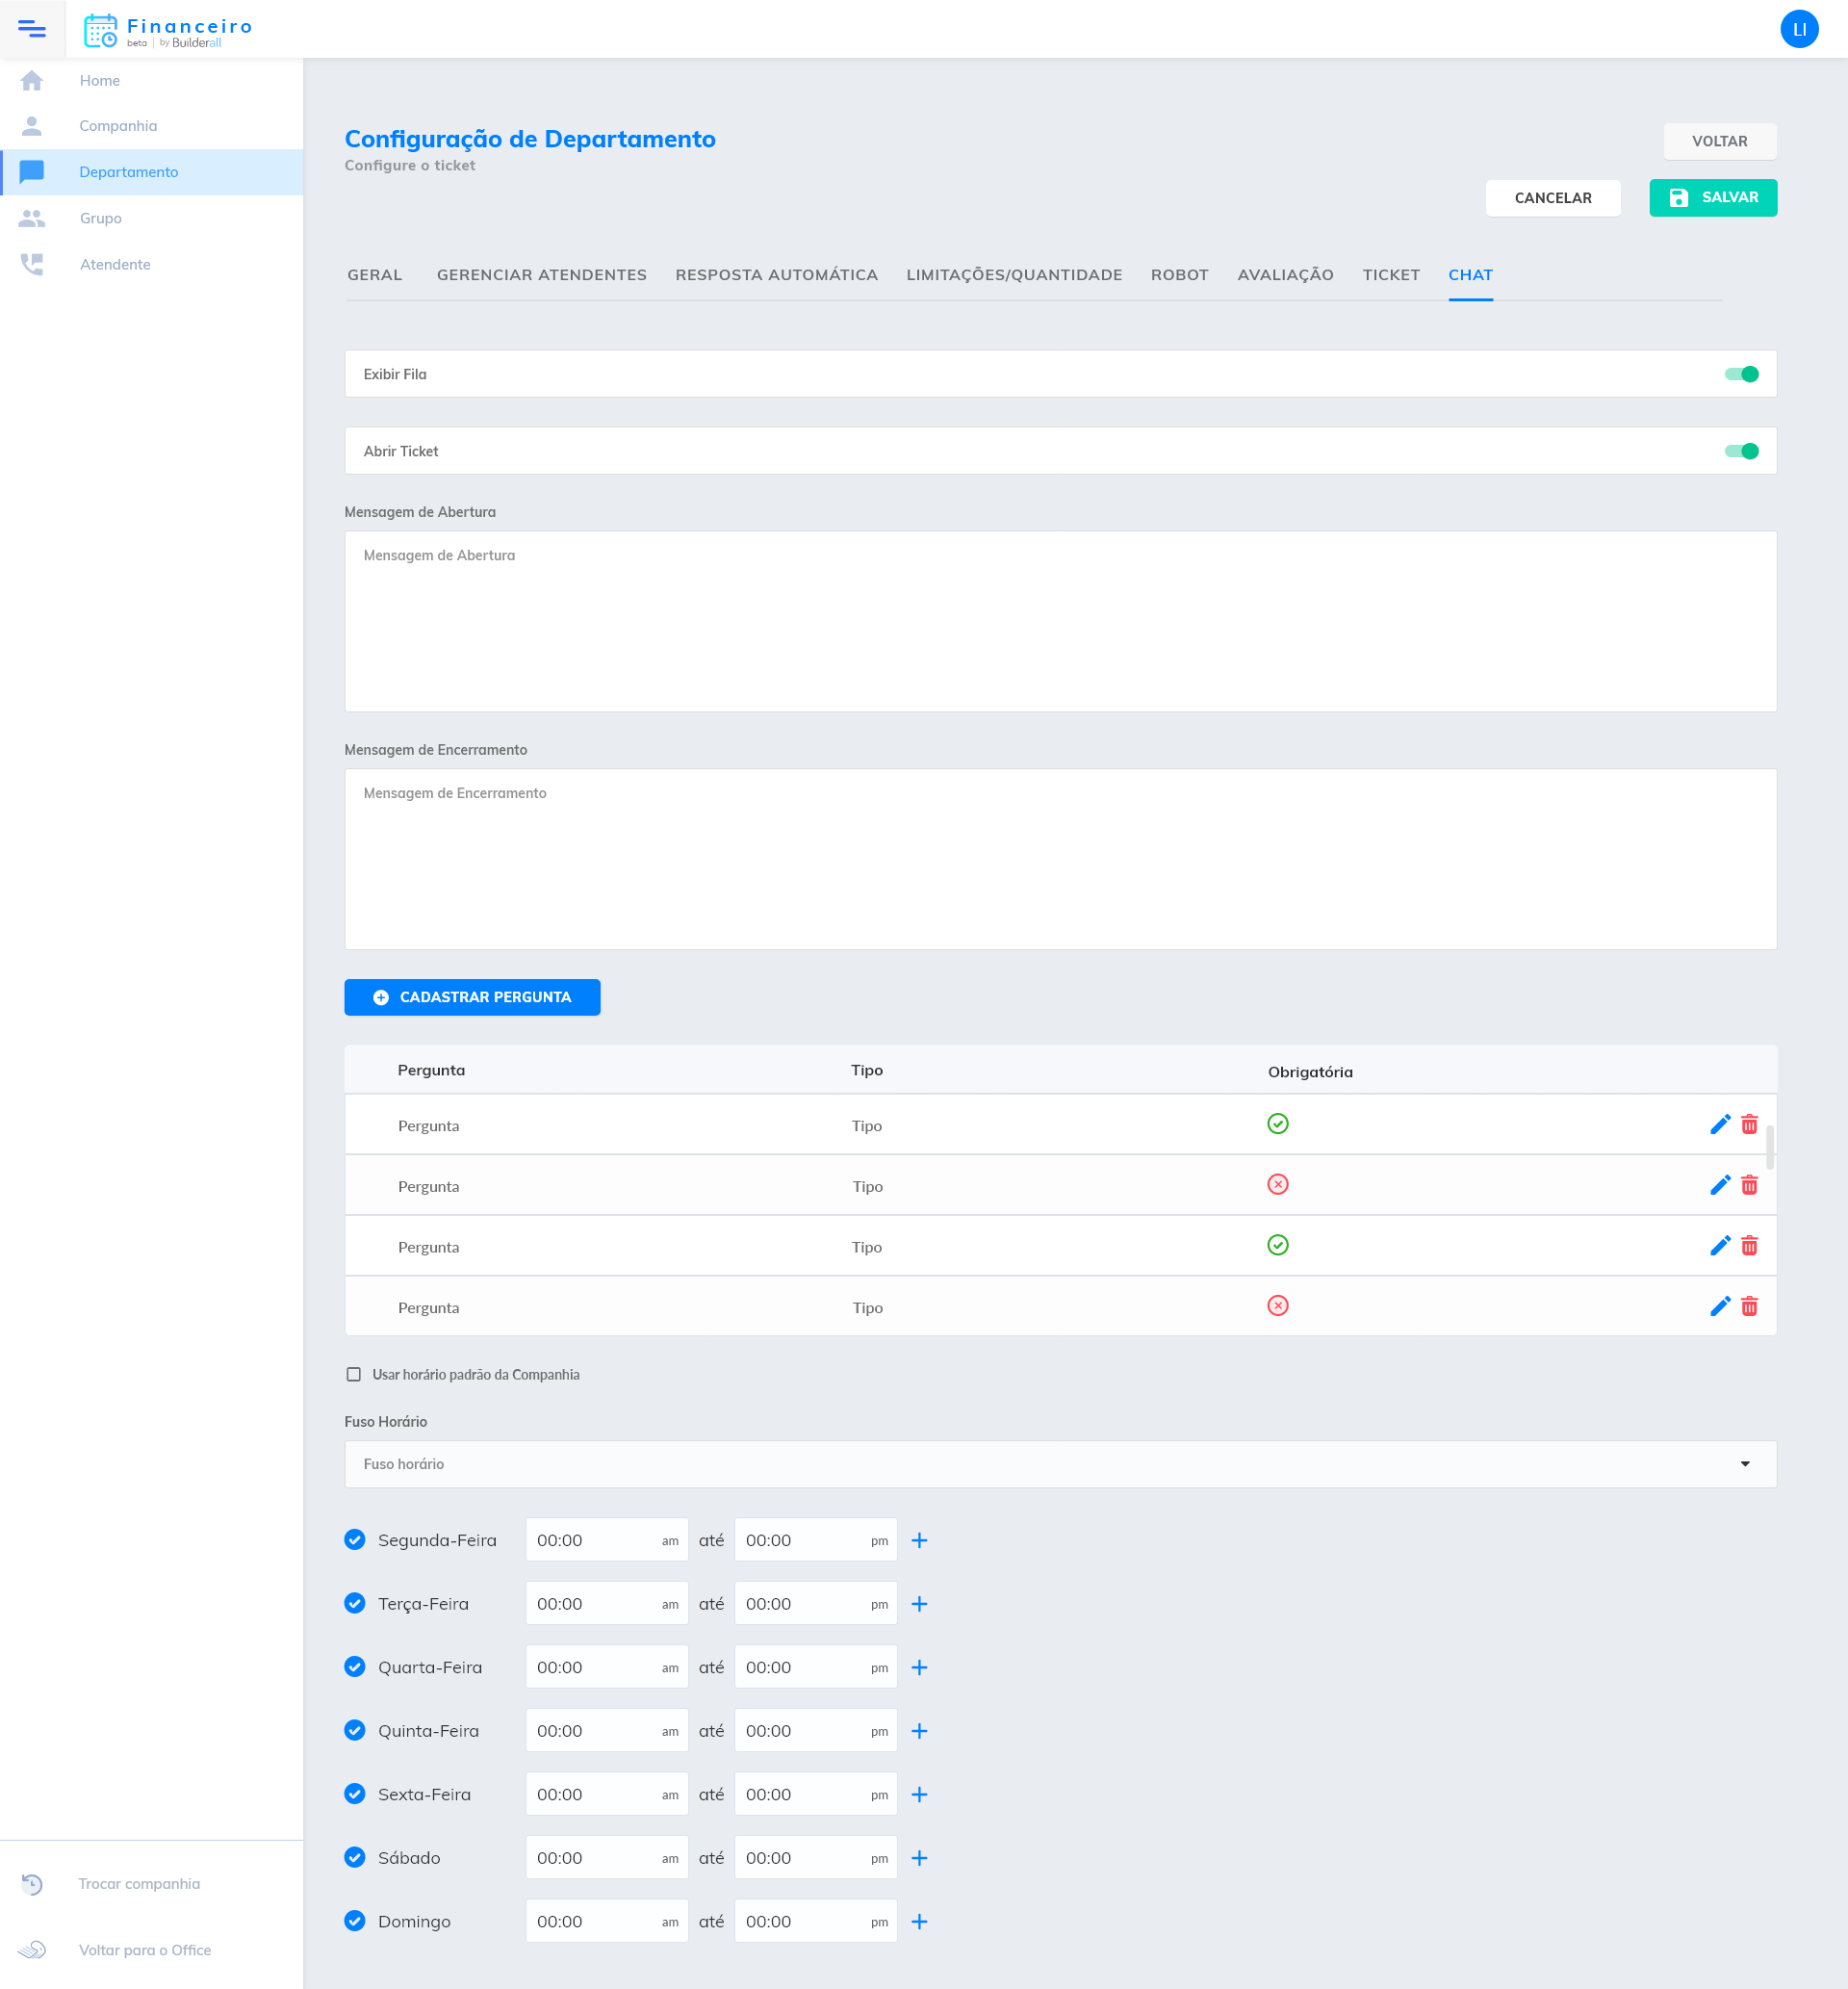 Financeiro
beta | by Builderall
LI
Home
Companhia
Departamento
Grupo
Atendente
Configuração de Departamento
Configure o ticket
VOLTAR
CANCELAR
SALVAR
GERAL GERENCIAR ATENDENTES RESPOSTA AUTOMÁTICA LIMITAÇÕES/QUANTIDADE ROBOT AVALIAÇÃO TICKET CHAT
Exibir Fila
Abrir Ticket
Mensagem de Abertura
Mensagem de Abertura
Mensagem de Encerramento
Mensagem de Encerramento
CADASTRAR PERGUNTA
Pergunta Tipo Obrigatória
Pergunta Tipo
Pergunta Tipo
Pergunta Tipo
Pergunta Tipo
Usar horário padrão da Companhia
Fuso Horário
Fuso horário
Segunda-Feira 00:00 am até 00:00 pm
Terça-Feira 00:00 am até 00:00 pm
Quarta-Feira 00:00 am até 00:00 pm
Quinta-Feira 00:00 am até 00:00 pm
Sexta-Feira 00:00 am até 00:00 pm
Sábado 00:00 am até 00:00 pm
Domingo 00:00 am até 00:00 pm
Trocar companhia
Voltar para o Office